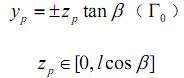 y_p = ±z_p tan β （Γ_0）
z_p ∈ [0, l cos β]